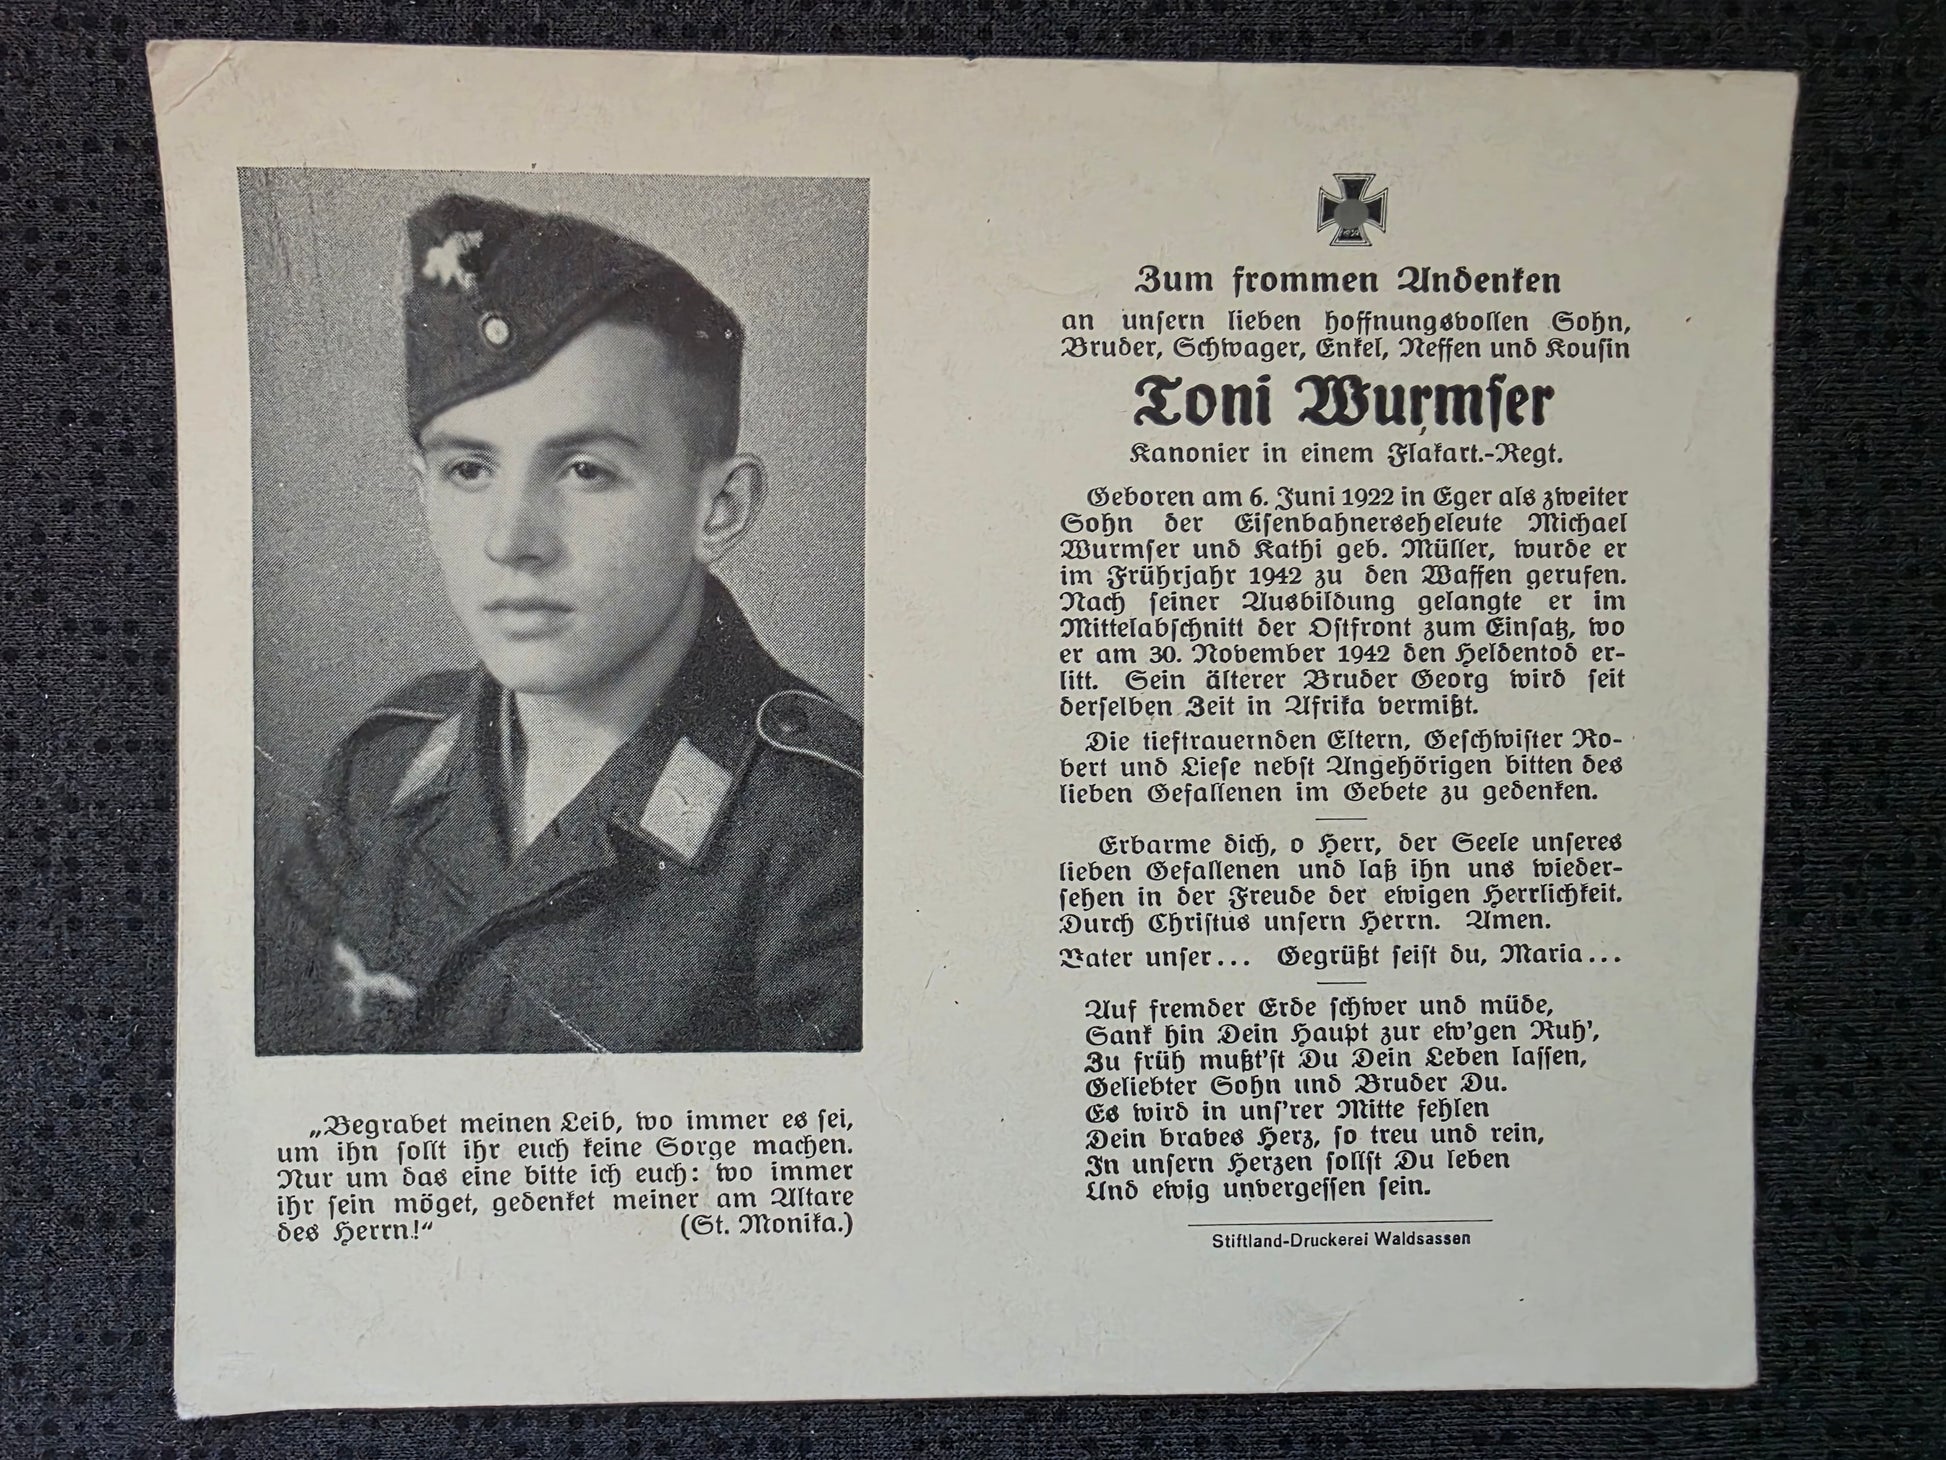 „Begrabet meinen Leib, wo immer es sei,
um ihn sollt ihr euch keine Sorge machen.
Nur um das eine bitte ich euch: wo immer
ihr sein möget, gedenket meiner am Altare
des Herrn!“ (St. Monika.)
Zum frommen Andenken
an unsern lieben hoffnungsvollen Sohn,
Bruder, Schwager, Enkel, Neffen und Kousin
Toni Wurmser
Kanonier in einem Flakart.-Regt.
Geboren am 6. Juni 1922 in Eger als zweiter
Sohn der Eisenbahnerseheleute Michael
Wurmser und Kathi geb. Müller, wurde er
im Frühjahr 1942 zu den Waffen gerufen.
Nach seiner Ausbildung gelangte er im
Mittelabschnitt der Ostfront zum Einsatz, wo
er am 30. November 1942 den Heldentod er-
litt. Sein älterer Bruder Georg wird seit
derselben Zeit in Afrika vermißt.
Die tieftrauernden Eltern, Geschwister Ro-
bert und Liese nebst Angehörigen bitten des
lieben Gefallenen im Gebete zu gedenken.
Erbarme dich, o Herr, der Seele unseres
lieben Gefallenen und laß ihn uns wieder-
sehen in der Freude der ewigen Herrlichkeit.
Durch Christus unsern Herrn. Amen.
Vater unser... Gegrüßt seist du, Maria...
Auf fremder Erde schwer und müde,
Sank hin Dein Haupt zur ew'gen Ruh',
Zu früh mußt'st Du Dein Leben lassen,
Geliebter Sohn und Bruder Du.
Es wird in uns'rer Mitte fehlen
Dein braves Herz, so treu und rein,
In unsern Herzen sollst Du leben
Und ewig unvergessen sein.
Stiftland-Druckerei Waldsassen